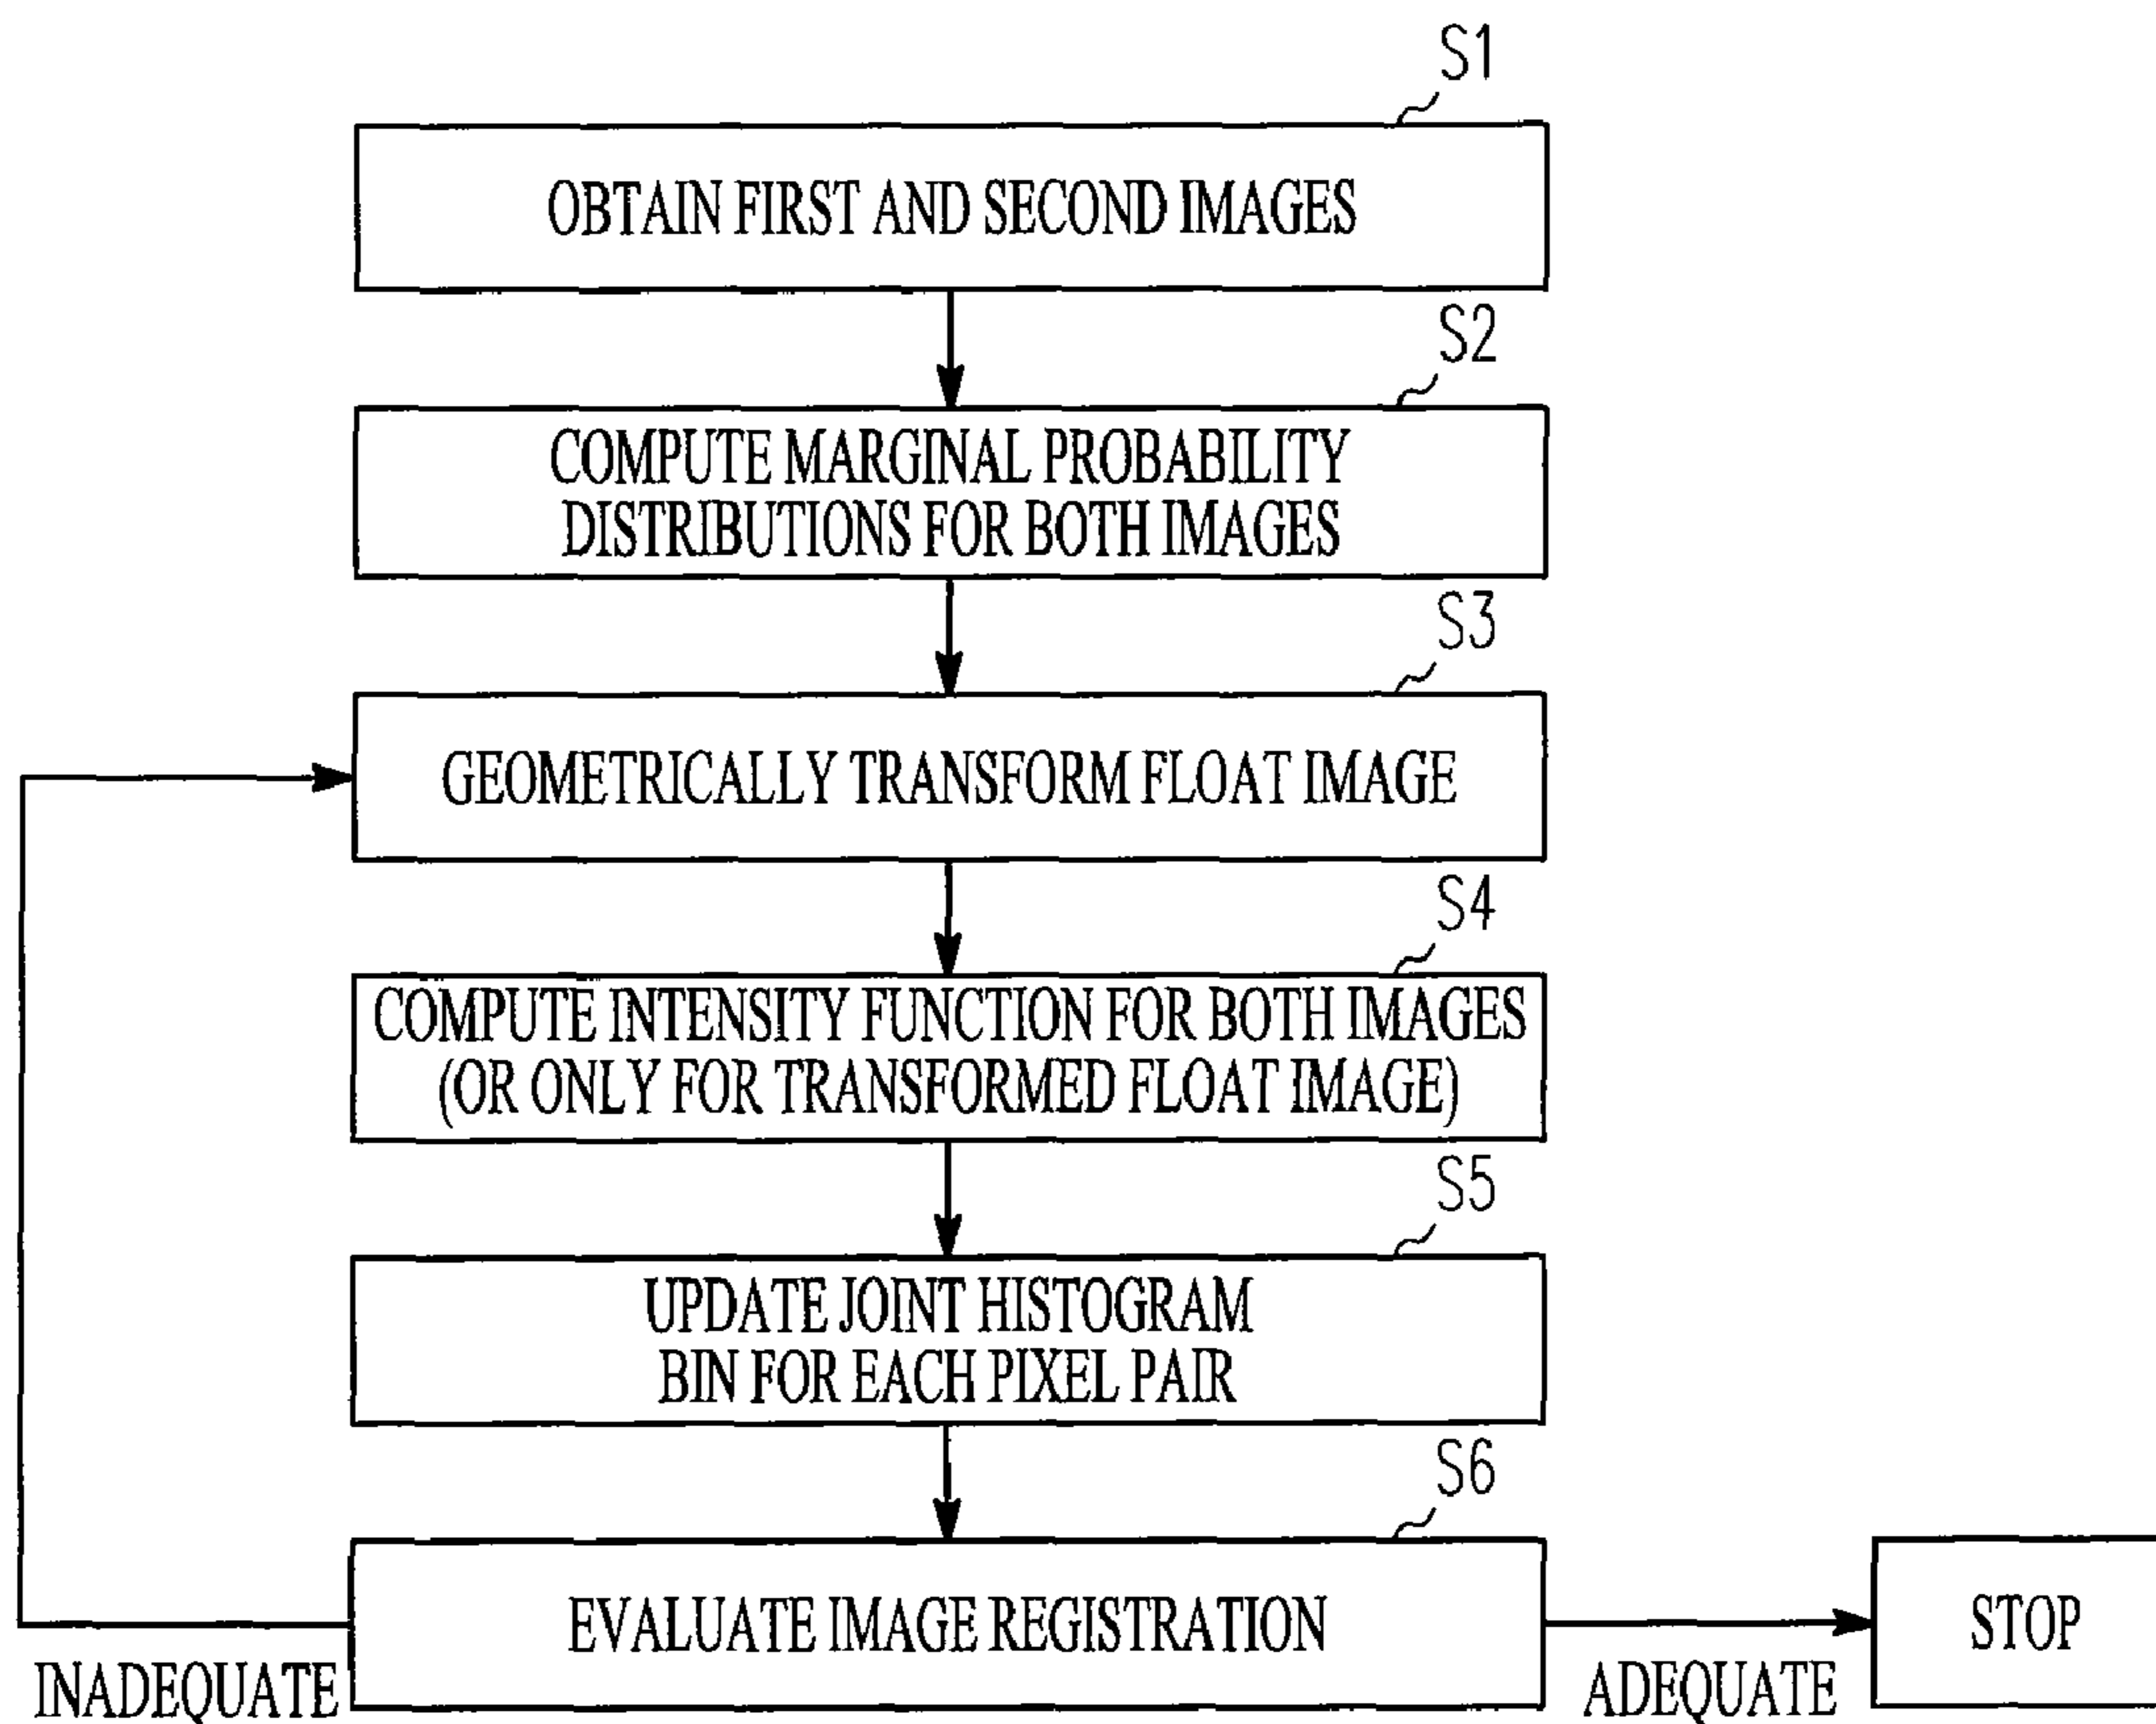 S1
OBTAIN FIRST AND SECOND IMAGES
S2
COMPUTE MARGINAL PROBABILITY
DISTRIBUTIONS FOR BOTH IMAGES
S3
GEOMETRICALLY TRANSFORM FLOAT IMAGE
S4
COMPUTE INTENSITY FUNCTION FOR BOTH IMAGES
(OR ONLY FOR TRANSFORMED FLOAT IMAGE)
S5
UPDATE JOINT HISTOGRAM
BIN FOR EACH PIXEL PAIR
S6
EVALUATE IMAGE REGISTRATION
STOP
INADEQUATE
ADEQUATE